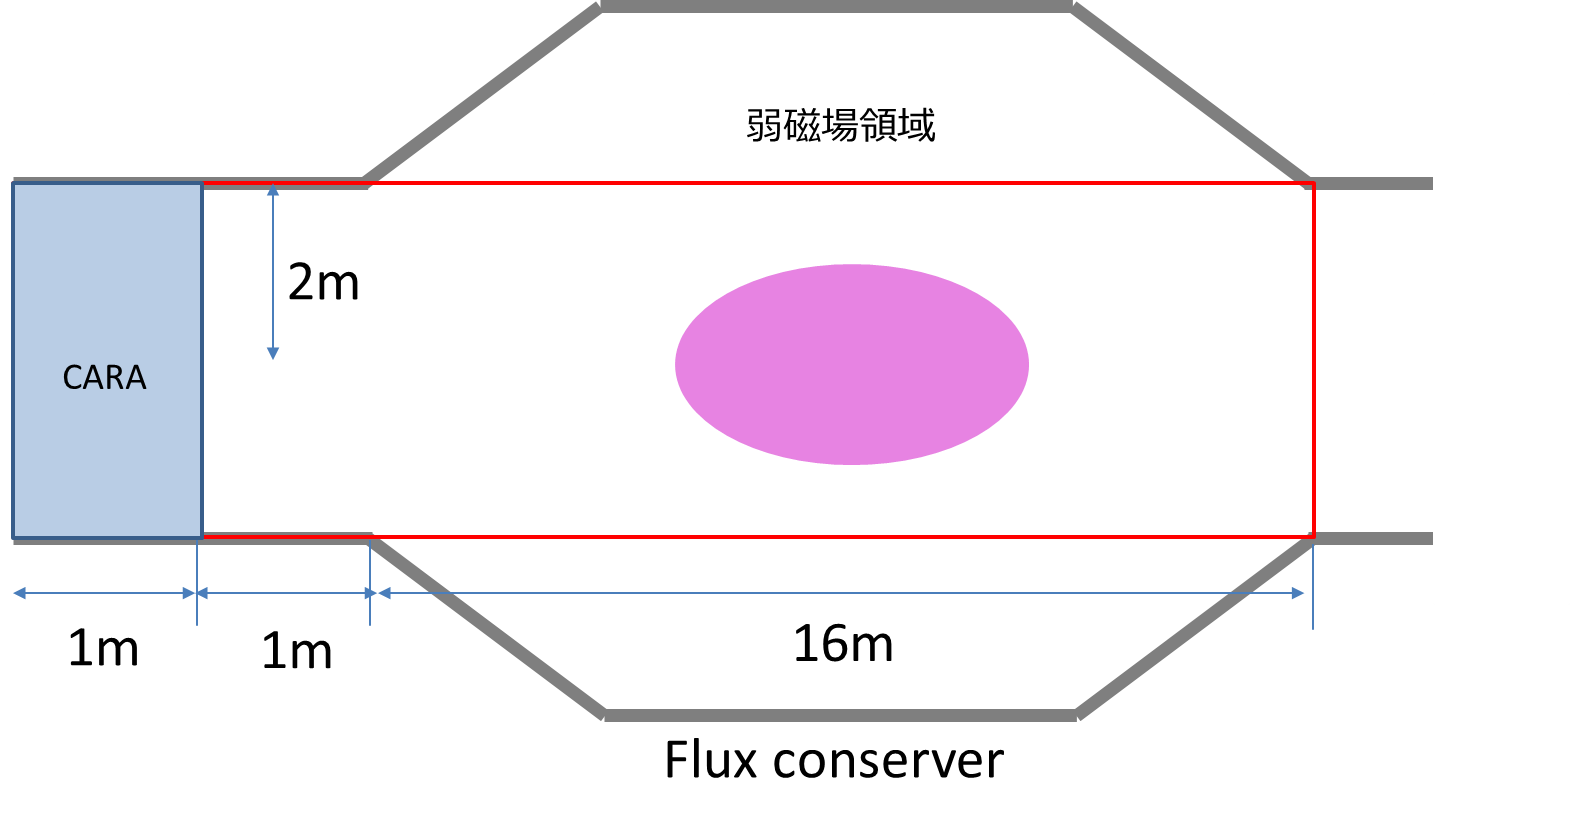 弱磁場領域
2m
CARA
1m
1m
16m
Flux conserver